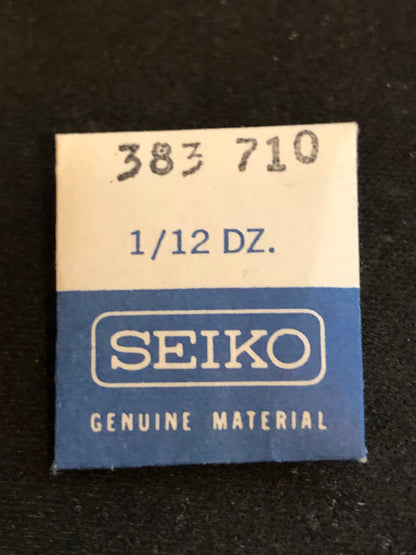 383 710
1/12 DZ.
SEIKO
GENUINE MATERIAL